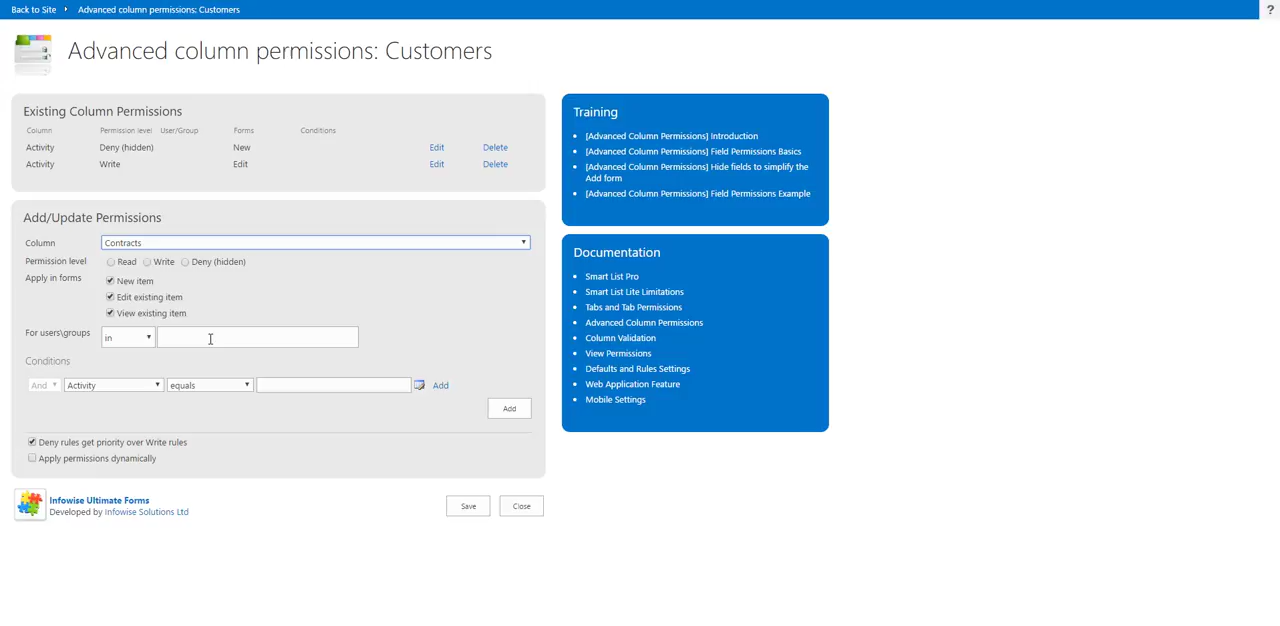 Back to Site
Advanced column permissions: Customers
?
Advanced column permissions: Customers
Existing Column Permissions
Column Permission level User/Group Forms Conditions
Activity Deny (hidden) New Edit Delete
Activity Write Edit Edit Delete
Add/Update Permissions
Column Contracts
Permission level Read Write Deny (hidden)
Apply in forms New item
Edit existing item
View existing item
For users\groups in
Conditions
And Activity equals Add
Add
Deny rules get priority over Write rules
Apply permissions dynamically
Infowise Ultimate Forms
Developed by Infowise Solutions Ltd
Save Close
Training
[Advanced Column Permissions] Introduction
[Advanced Column Permissions] Field Permissions Basics
[Advanced Column Permissions] Hide fields to simplify the
Add form
[Advanced Column Permissions] Field Permissions Example
Documentation
Smart List Pro
Smart List Lite Limitations
Tabs and Tab Permissions
Advanced Column Permissions
Column Validation
View Permissions
Defaults and Rules Settings
Web Application Feature
Mobile Settings